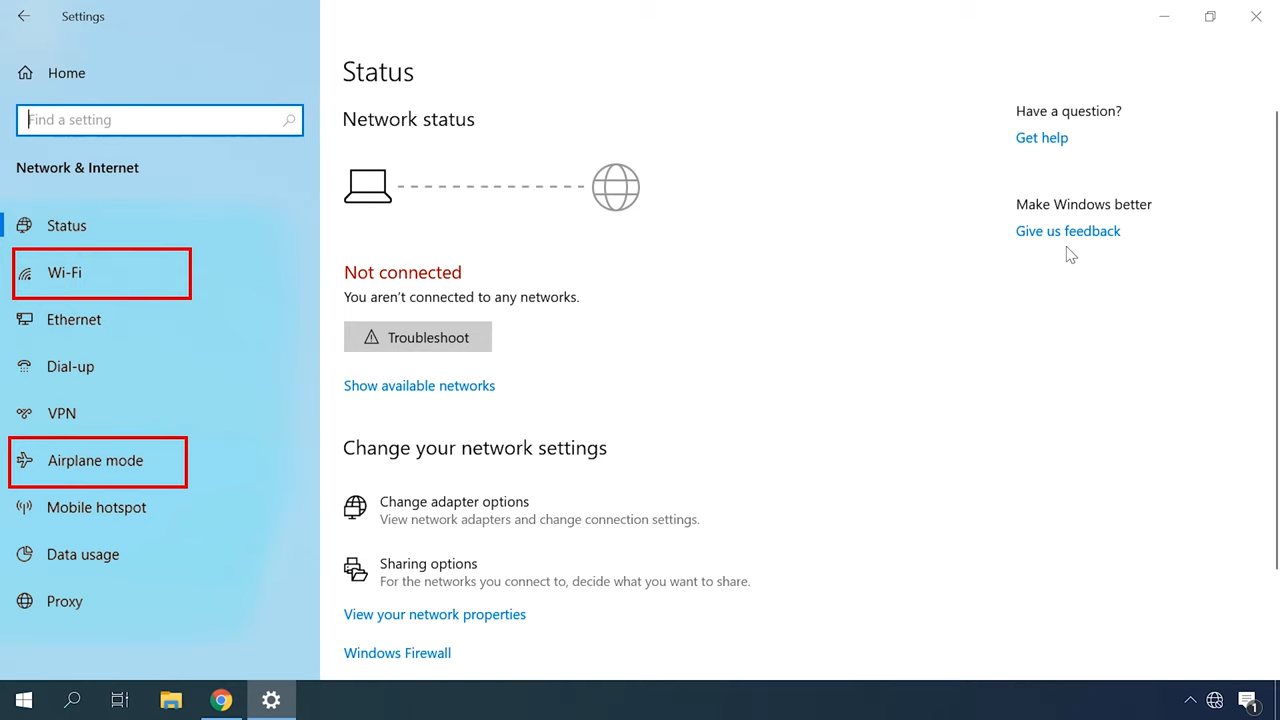 Settings
Home
Find a setting
Network & Internet
Status
Wi-Fi
Ethernet
Dial-up
VPN
Airplane mode
Mobile hotspot
Data usage
Proxy
Status
Network status
Not connected
You aren't connected to any networks.
Troubleshoot
Show available networks
Change your network settings
Change adapter options
View network adapters and change connection settings.
Sharing options
For the networks you connect to, decide what you want to share.
View your network properties
Windows Firewall
Have a question?
Get help
Make Windows better
Give us feedback
1